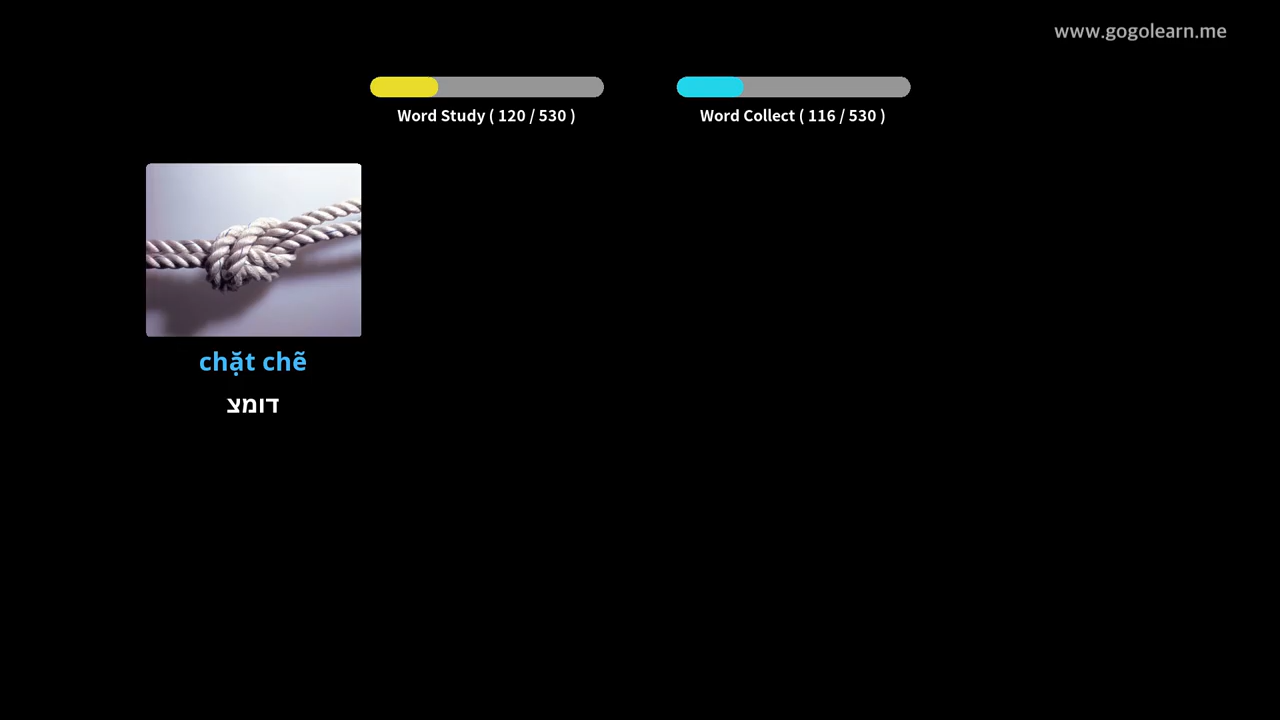 www.gogolearn.me
Word Study ( 120 / 530 )
Word Collect ( 116 / 530 )
chặt chẽ
דומצ